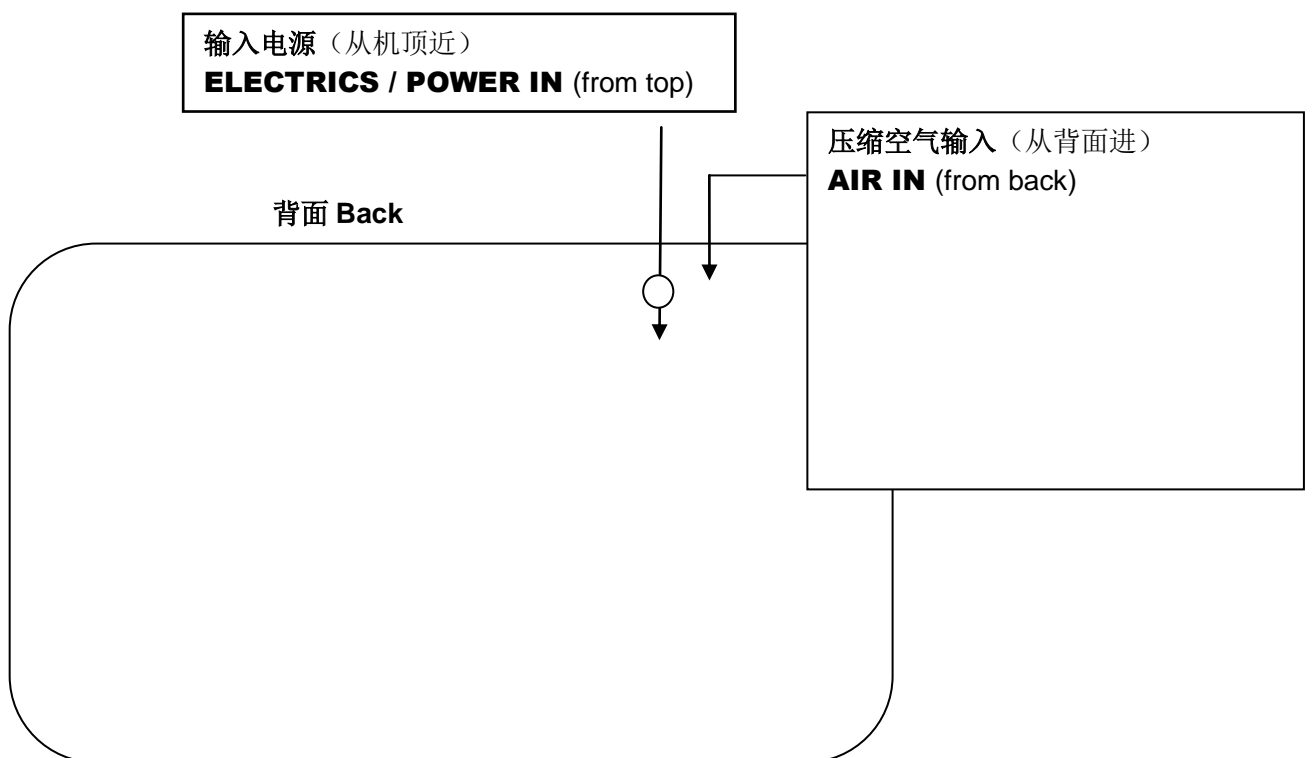 输入电源（从机顶近）
ELECTRICS / POWER IN (from top)
压缩空气输入（从背面进）
AIR IN (from back)
背面 Back